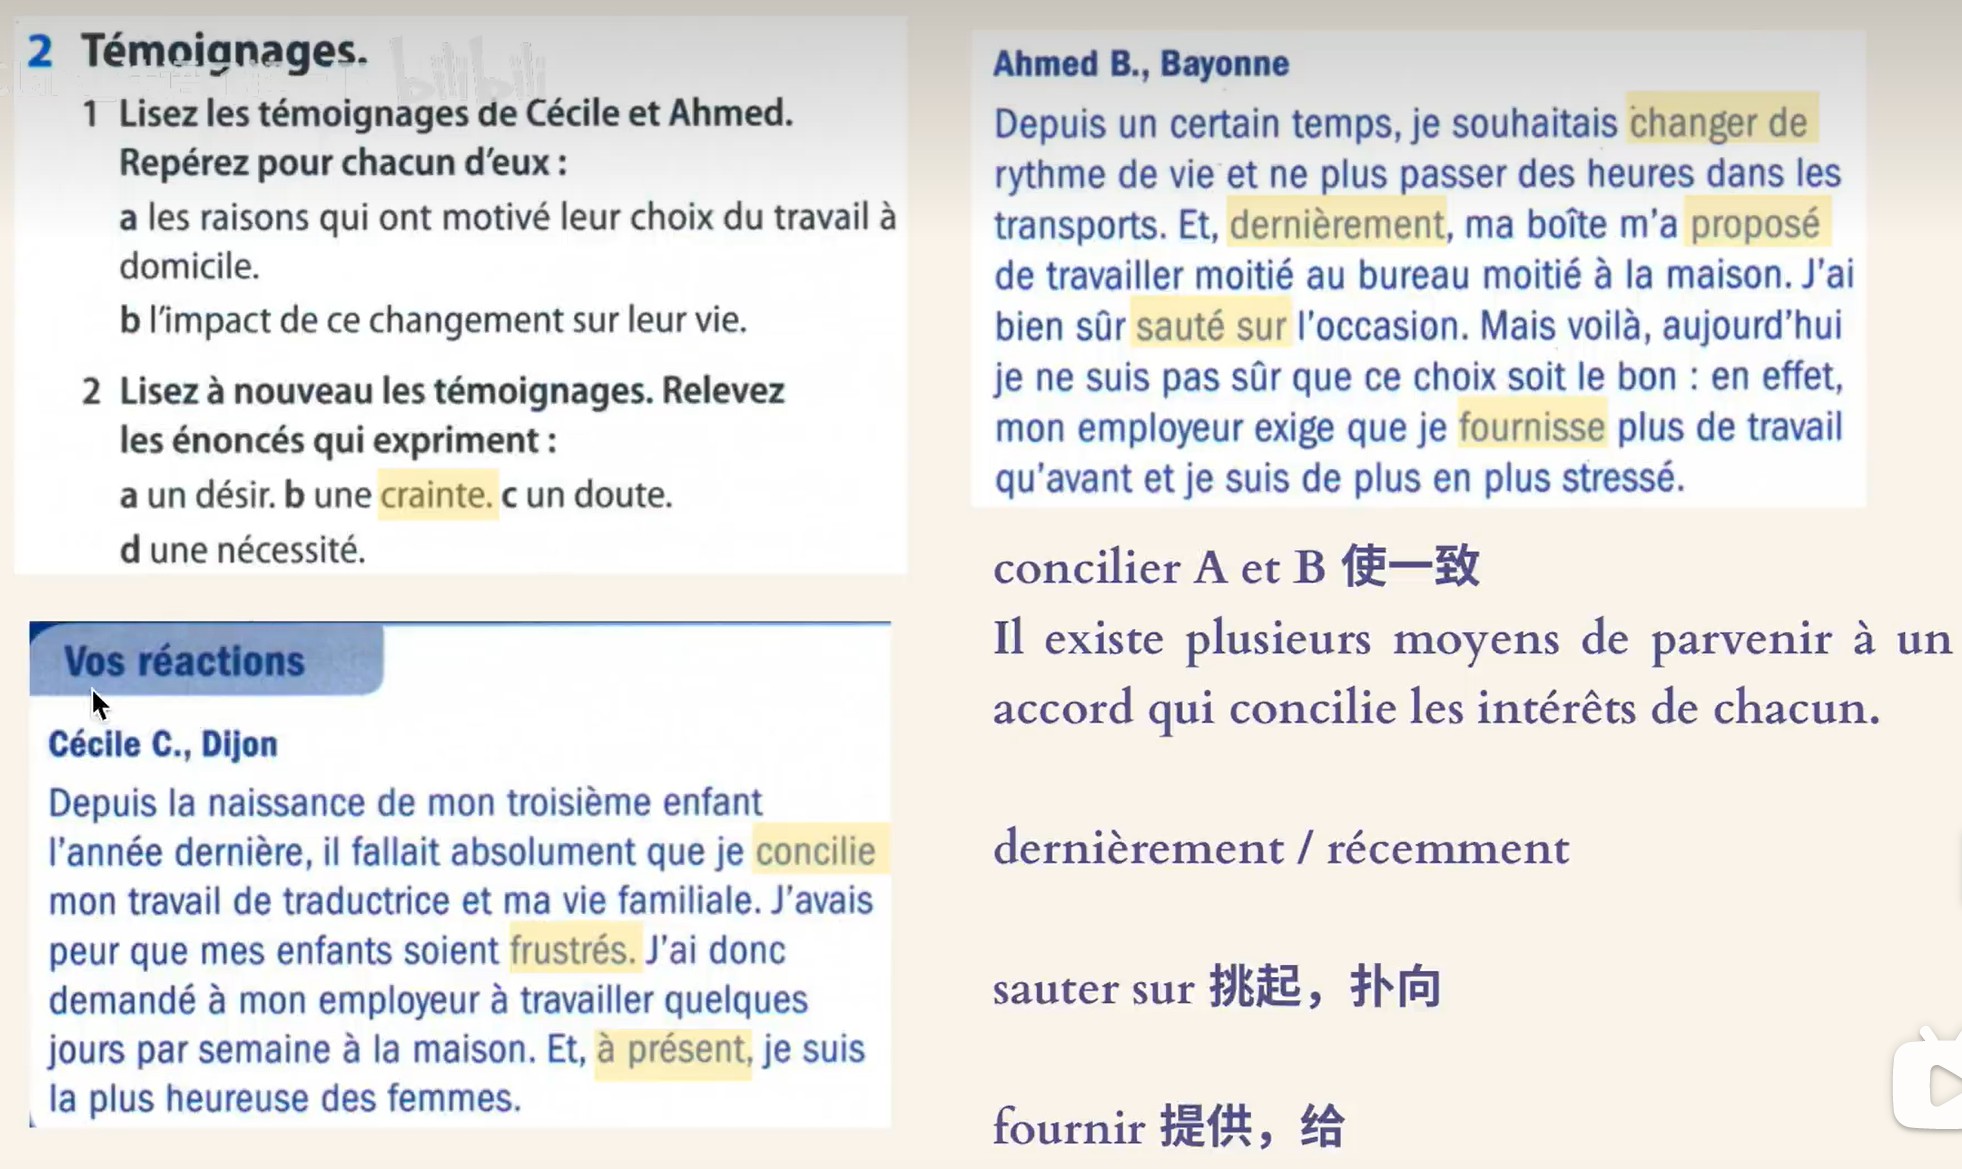 2 Témoignages.
1 Lisez les témoignages de Cécile et Ahmed.
Repérez pour chacun d'eux :
a les raisons qui ont motivé leur choix du travail à
domicile.
b l'impact de ce changement sur leur vie.
2 Lisez à nouveau les témoignages. Relevez
les énoncés qui expriment :
a un désir. b une crainte. c un doute.
d une nécessité.
Vos réactions
Cécile C., Dijon
Depuis la naissance de mon troisième enfant
l'année dernière, il fallait absolument que je concilie
mon travail de traductrice et ma vie familiale. J'avais
peur que mes enfants soient frustrés. J'ai donc
demandé à mon employeur à travailler quelques
jours par semaine à la maison. Et, à présent, je suis
la plus heureuse des femmes.
Ahmed B., Bayonne
Depuis un certain temps, je souhaitais changer de
rythme de vie et ne plus passer des heures dans les
transports. Et, dernièrement, ma boîte m'a proposé
de travailler moitié au bureau moitié à la maison. J'ai
bien sûr sauté sur l'occasion. Mais voilà, aujourd'hui
je ne suis pas sûr que ce choix soit le bon : en effet,
mon employeur exige que je fournisse plus de travail
qu'avant et je suis de plus en plus stressé.
concilier A et B 使一致
Il existe plusieurs moyens de parvenir à un
accord qui concilie les intérêts de chacun.
dernièrement / récemment
sauter sur 挑起，扑向
fournir 提供，给
bilibili